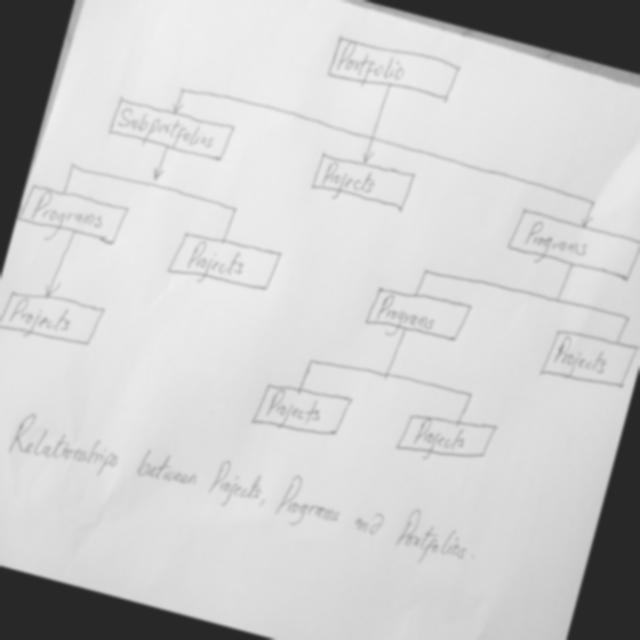 Portfolio
Subportfolios
Projects
Programs
Programs
Projects
Programs
Projects
Projects
Projects
Projects
Relationships between Projects, Programs and Portfolios.